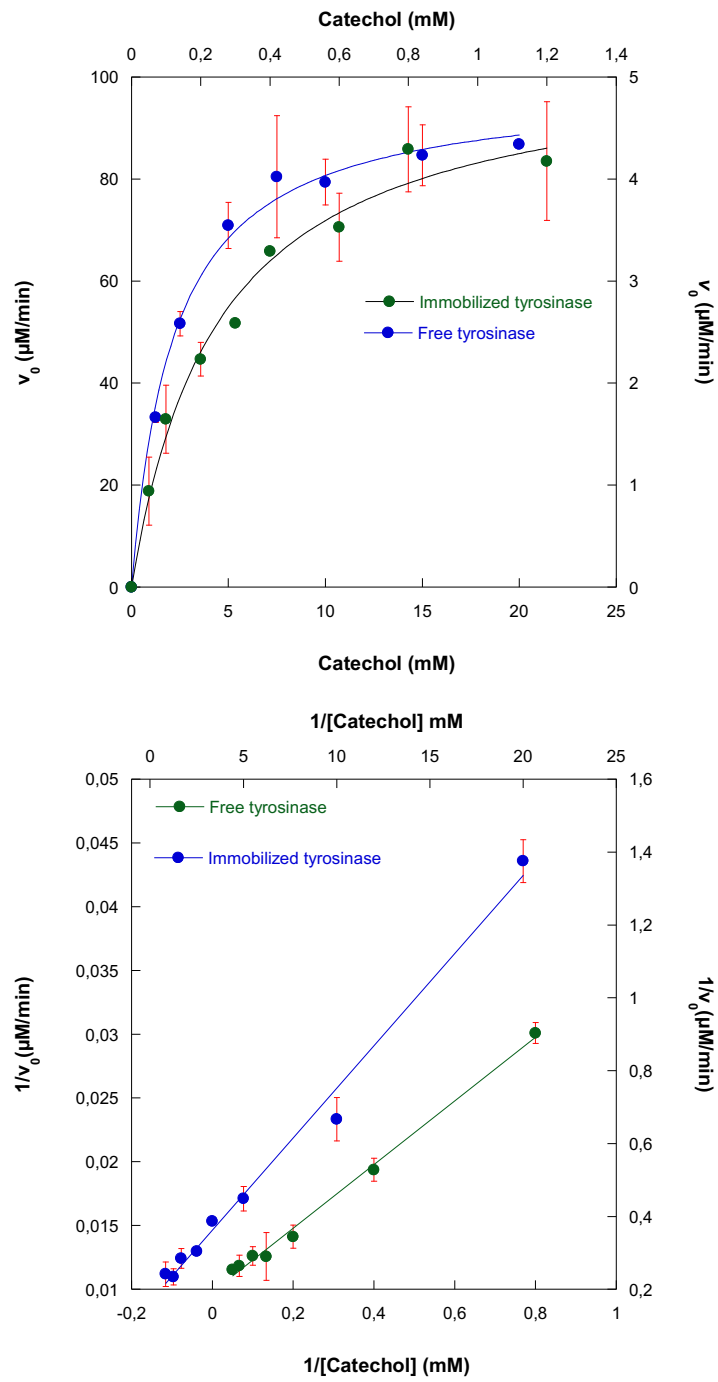 Catechol (mM)
0 0,2 0,4 0,6 0,8 1 1,2 1,4
100 5
80 4
60 3
Immobilized tyrosinase
Free tyrosinase
v0 (µM/min)
v0 (µM/min)
40 2
20 1
0 0
0 5 10 15 20 25
Catechol (mM)
1/[Catechol] mM
0 5 10 15 20 25
0,05 1,6
Free tyrosinase
0,045
1,4
Immobilized tyrosinase
0,04
1,2
0,035
1/v0(µM/min)
1/v0 (µM/min)
1
0,03
0,8
0,025
0,6
0,02
0,015 0,4
0,01 0,2
-0,2 0 0,2 0,4 0,6 0,8 1
1/[Catechol] (mM)